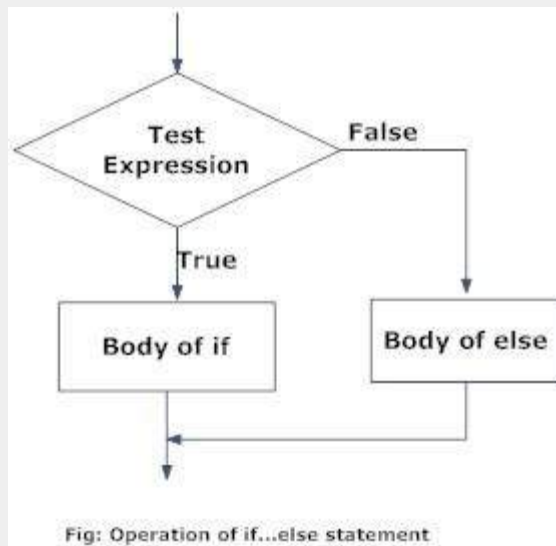 Test
Expression
False
True
Body of if
Body of else
Fig: Operation of if...else statement